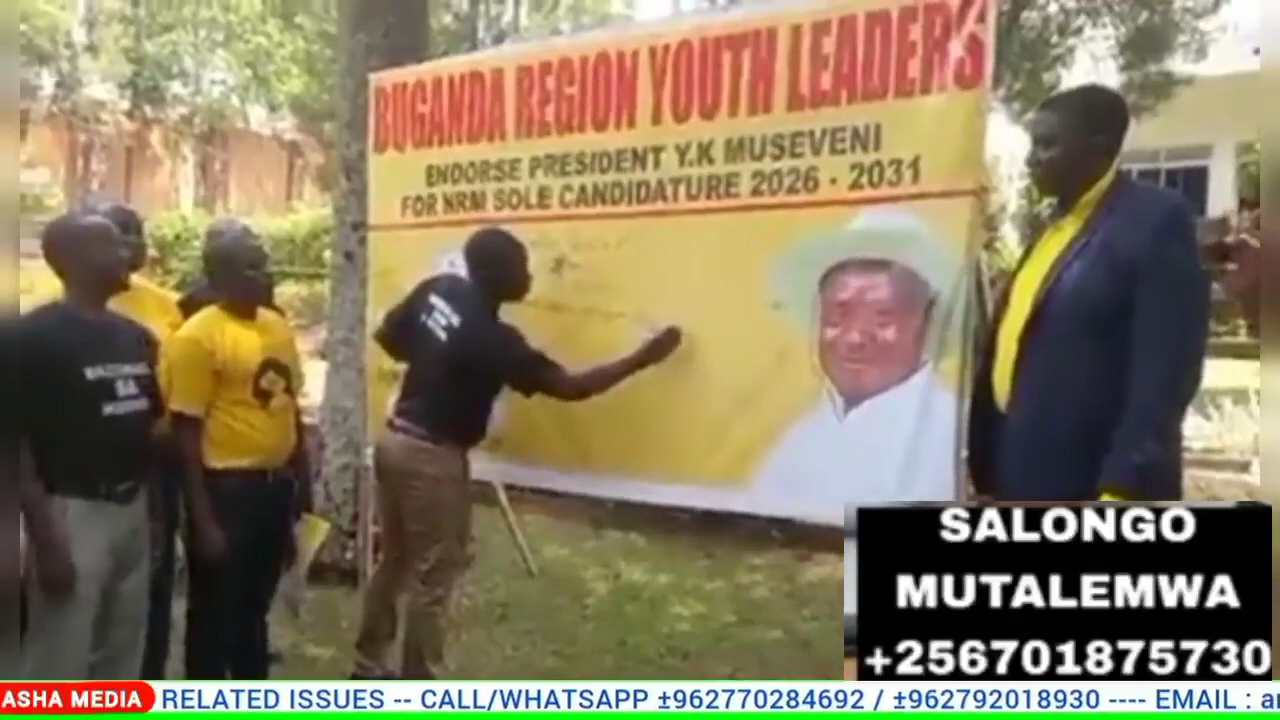 BUGANDA REGION YOUTH LEADERS
ENDORSE PRESIDENT Y.K MUSEVENI
FOR NRM SOLE CANDIDATURE 2026 - 2031
SALONGO
MUTALEMWA
+256701875730
ASHA MEDIA RELATED ISSUES -- CALL/WHATSAPP ±962770284692 / ±962792018930 ---- EMAIL : a